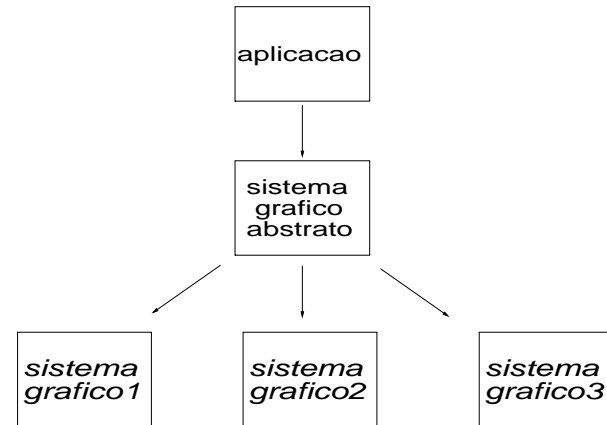 aplicacao
sistema
grafico
abstrato
sistema
grafico1
sistema
grafico2
sistema
grafico3